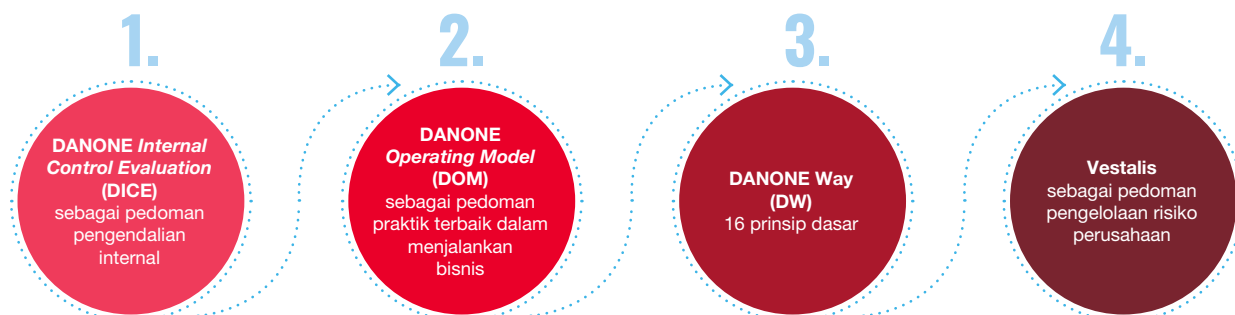 1.
DANONE Internal
Control Evaluation
(DICE)
sebagai pedoman
pengendalian
internal
2.
DANONE
Operating Model
(DOM)
sebagai pedoman
praktik terbaik dalam
menjalankan
bisnis
3.
DANONE Way
(DW)
16 prinsip dasar
4.
Vestalis
sebagai pedoman
pengelolaan risiko
perusahaan